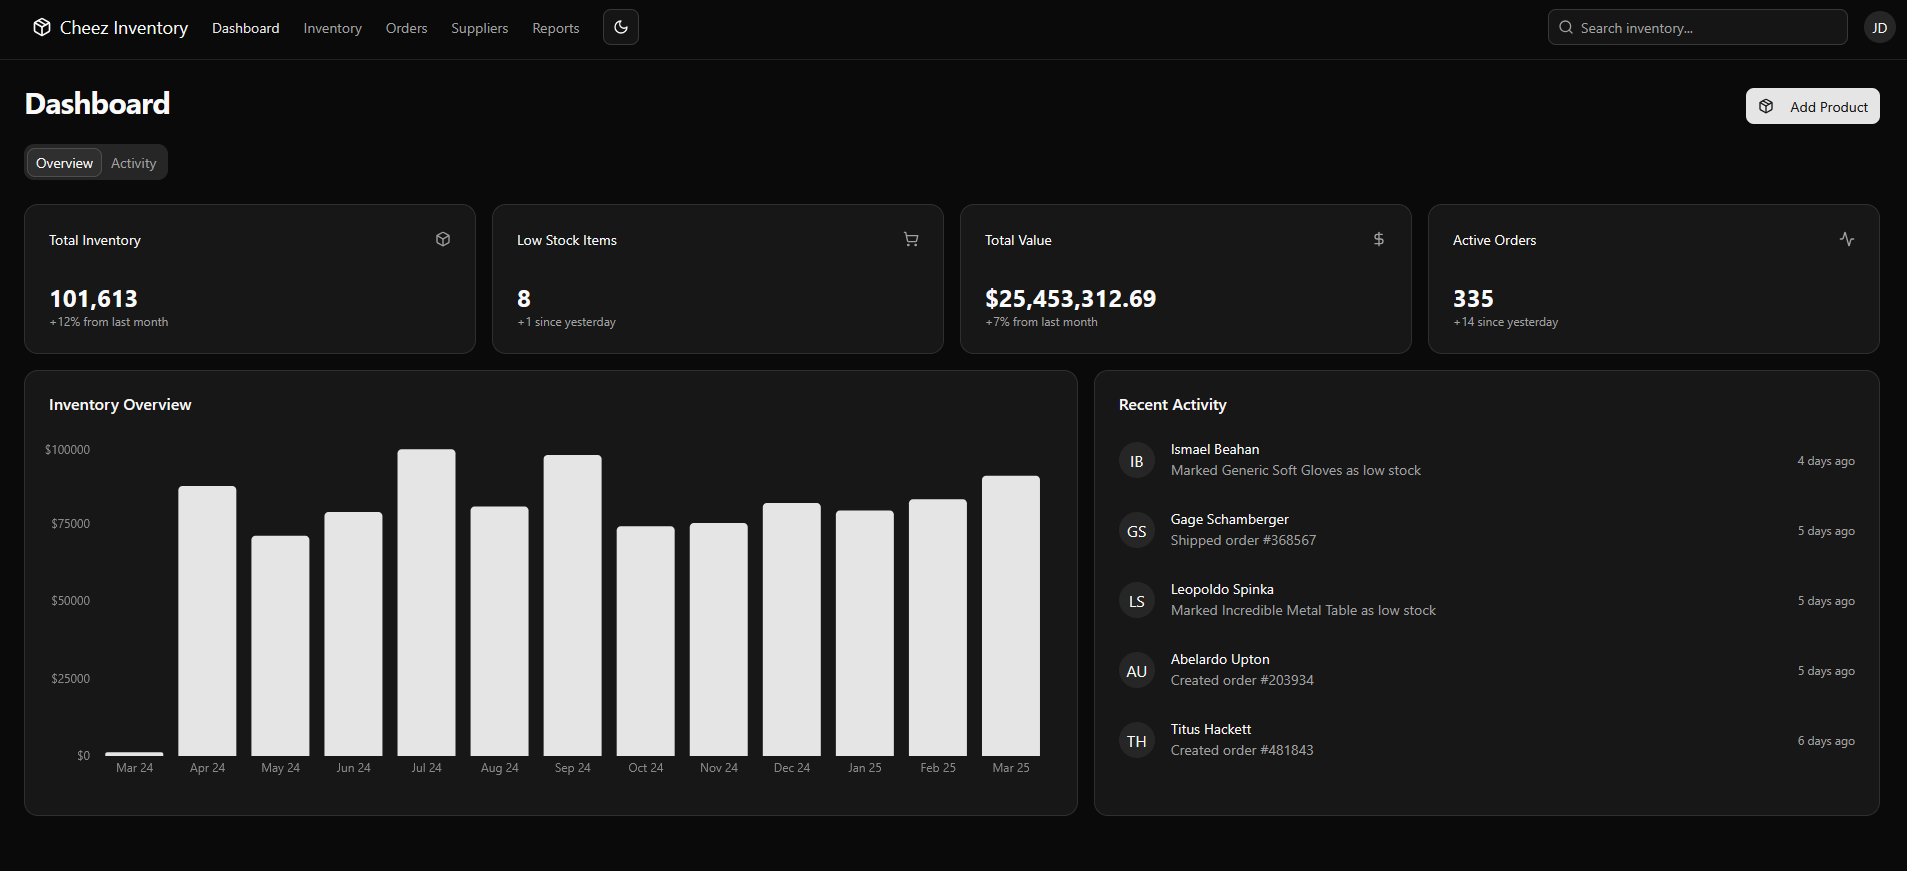 Cheez Inventory
Dashboard
Inventory
Orders
Suppliers
Reports
Search inventory...
JD
Dashboard
Add Product
Overview
Activity
Total Inventory
101,613
+12% from last month
Low Stock Items
8
+1 since yesterday
Total Value
$25,453,312.69
+7% from last month
Active Orders
335
+14 since yesterday
Inventory Overview
$100000
$75000
$50000
$25000
$0
Mar 24
Apr 24
May 24
Jun 24
Jul 24
Aug 24
Sep 24
Oct 24
Nov 24
Dec 24
Jan 25
Feb 25
Mar 25
Recent Activity
IB
Ismael Beahan
Marked Generic Soft Gloves as low stock
4 days ago
GS
Gage Schamberger
Shipped order #368567
5 days ago
LS
Leopoldo Spinka
Marked Incredible Metal Table as low stock
5 days ago
AU
Abelardo Upton
Created order #203934
5 days ago
TH
Titus Hackett
Created order #481843
6 days ago